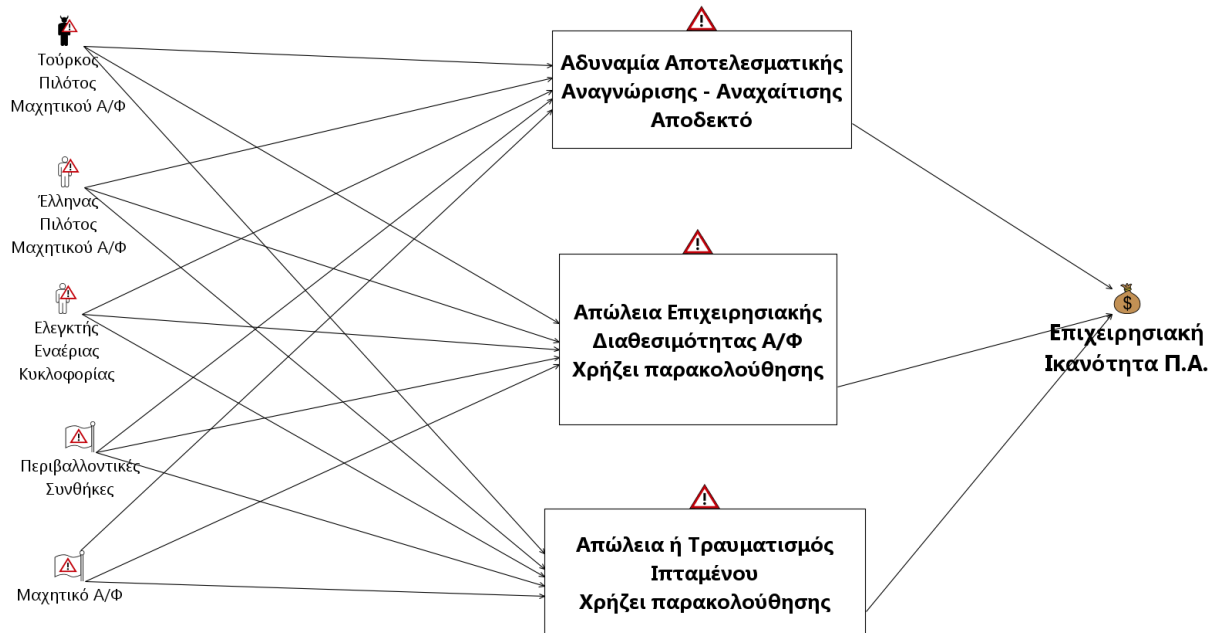 Τούρκος
Πιλότος
Μαχητικού Α/Φ
Έλληνας
Πιλότος
Μαχητικού Α/Φ
Ελεγκτής
Εναέριας
Κυκλοφορίας
Περιβαλλοντικές
Συνθήκες
Μαχητικό Α/Φ
Αδυναμία Αποτελεσματικής
Αναγνώρισης - Αναχαίτισης
Αποδεκτό
Απώλεια Επιχειρησιακής
Διαθεσιμότητας Α/Φ
Χρήζει παρακολούθησης
Απώλεια ή Τραυματισμός
Ιπταμένου
Χρήζει παρακολούθησης
$
Επιχειρησιακή
Ικανότητα Π.Α.